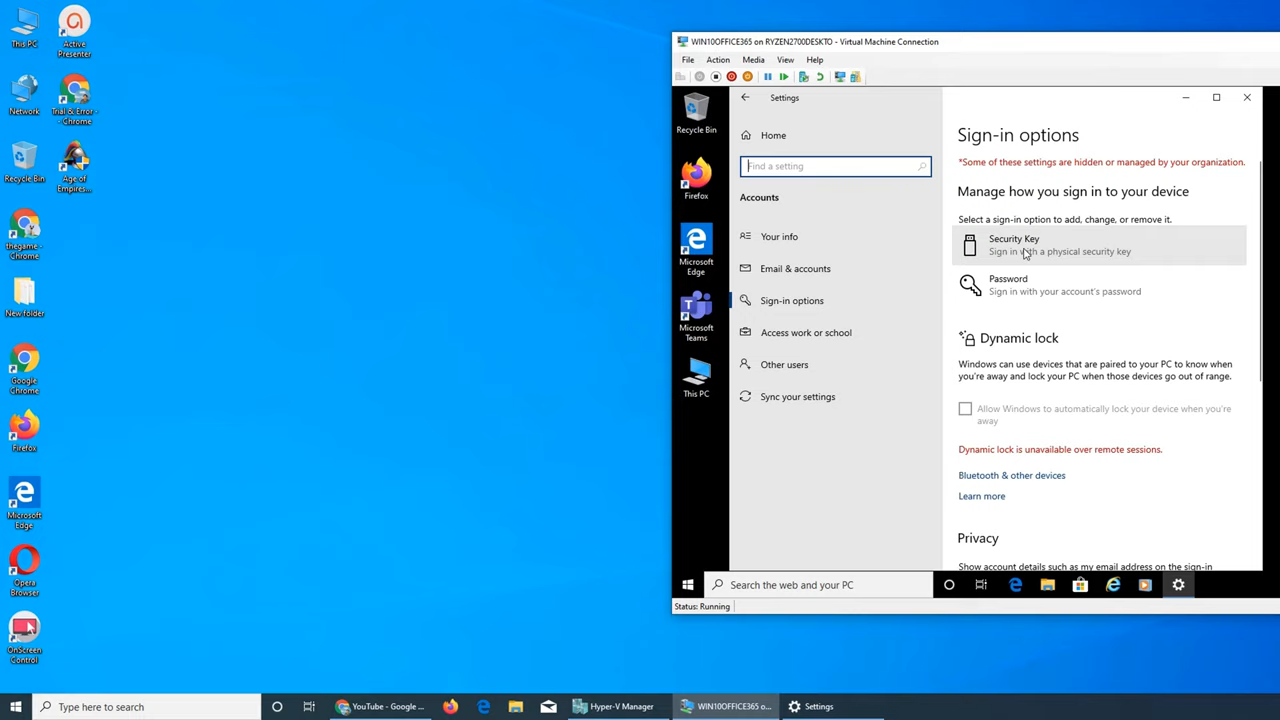 This PC
Active
Presenter
Network
Trial & Error -
Chrome
Recycle Bin
Age of
Empires...
thegame -
Chrome
New folder
Google
Chrome
Firefox
Microsoft
Edge
Opera
Browser
OnScreen
Control
WIN10OFFICE365 on RYZEN2700DESKTO - Virtual Machine Connection
File Action Media View Help
Recycle Bin
Firefox
Microsoft
Edge
Microsoft
Teams
This PC
Settings
Home
Find a setting
Accounts
Your info
Email & accounts
Sign-in options
Access work or school
Other users
Sync your settings
Sign-in options
*Some of these settings are hidden or managed by your organization.
Manage how you sign in to your device
Select a sign-in option to add, change, or remove it.
Security Key
Sign in with a physical security key
Password
Sign in with your account's password
Dynamic lock
Windows can use devices that are paired to your PC to know when
you're away and lock your PC when those devices go out of range.
Allow Windows to automatically lock your device when you're
away
Dynamic lock is unavailable over remote sessions.
Bluetooth & other devices
Learn more
Privacy
Show account details such as my email address on the sign-in
Search the web and your PC
Status: Running
Type here to search
YouTube - Google ...
Hyper-V Manager
WIN10OFFICE365 o...
Settings